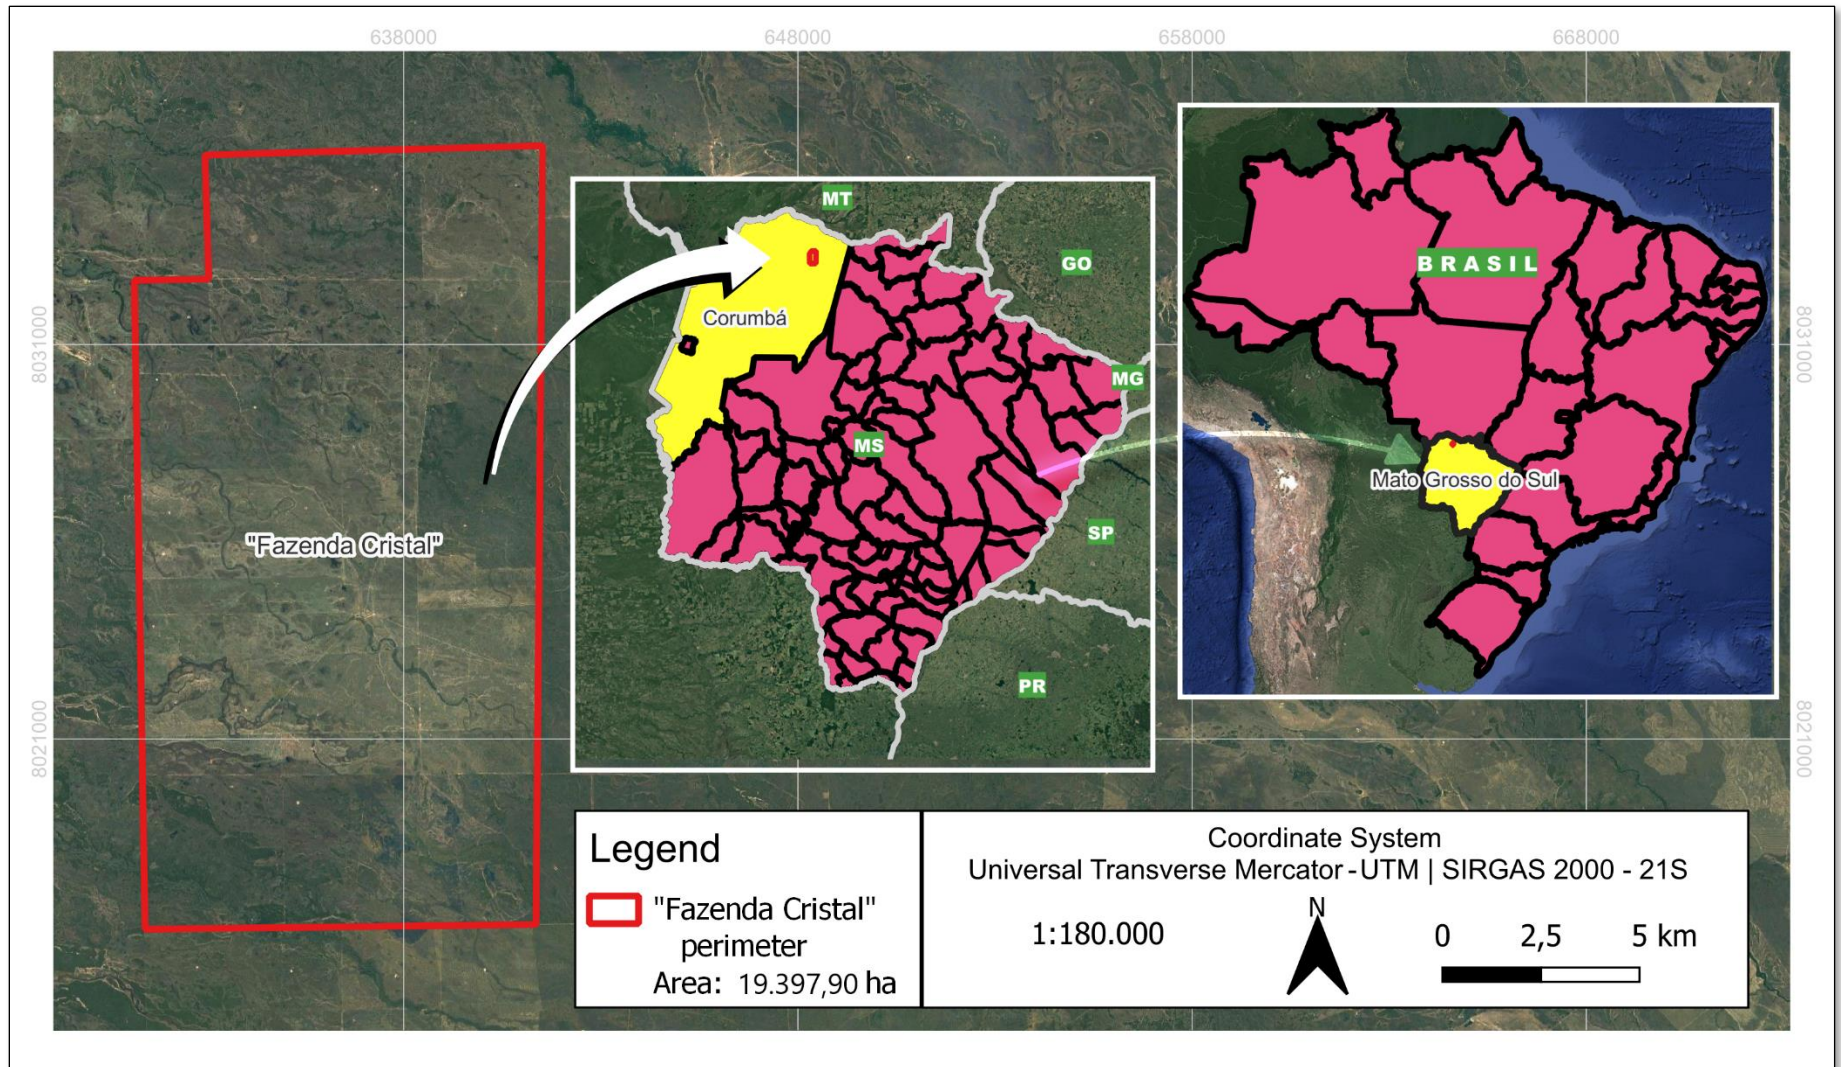 638000
648000
658000
668000
8031000
8021000
8031000
8021000
"Fazenda Cristal"
MT
GO
Corumbá
MG
MS
SP
PR
BRASIL
Mato Grosso do Sul
Legend
"Fazenda Cristal"
perimeter
Area: 19.397,90 ha
Coordinate System
Universal Transverse Mercator - UTM | SIRGAS 2000 - 21S
1:180.000
N
0 2,5 5 km